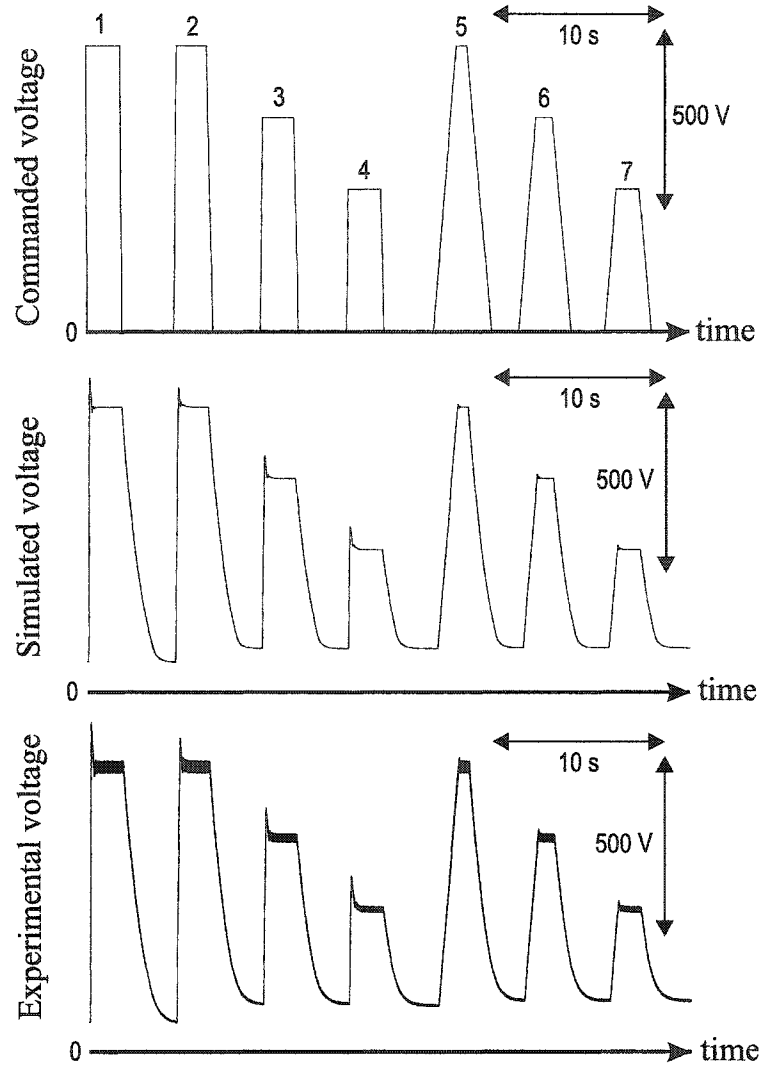 1 2 5
10 s
3 6
500 V
4 7
Commanded voltage
0 time
10 s
500 V
Simulated voltage
0 time
10 s
500 V
Experimental voltage
0 time